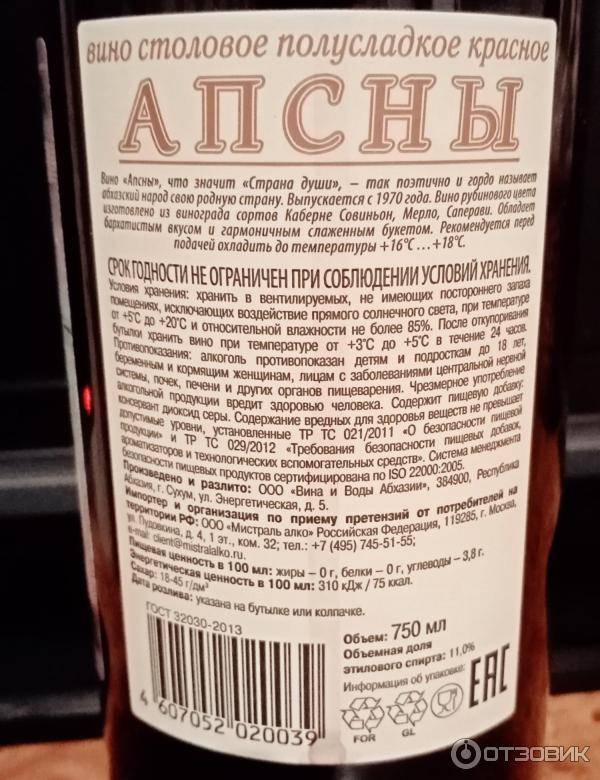 вино столовое полусладкое красное
АПСНЫ
Вино «Апсны», что значит «Страна души», – так поэтично и гордо называет
абхазский народ свою родную страну. Выпускается с 1970 года. Вино рубинового цвета
изготовлено из винограда сортов Каберне Совиньон, Мерло, Саперави. Обладает
бархатистым вкусом и гармоничным слаженным букетом. Рекомендуется перед
подачей охладить до температуры +16°С ...+18°С.
СРОК ГОДНОСТИ НЕ ОГРАНИЧЕН ПРИ СОБЛЮДЕНИИ УСЛОВИЙ ХРАНЕНИЯ.
Условия хранения: хранить в вентилируемых, не имеющих постороннего запаха
помещениях, исключающих воздействие прямого солнечного света, при температуре
от +5°С до +20°С и относительной влажности не более 85%. После откупоривания
бутылки хранить вино при температуре от +3°С до +5°С в течение 24 часов.
Противопоказания: алкоголь противопоказан детям и подросткам до 18 лет,
беременным и кормящим женщинам, лицам с заболеваниями центральной нервной
системы, почек, печени и других органов пищеварения. Чрезмерное употребление
алкогольной продукции вредит здоровью человека. Содержит пищевую добавку:
консервант диоксид серы. Содержание вредных для здоровья веществ не превышает
допустимые уровни, установленные ТР ТС 021/2011 «О безопасности пищевой
продукции» и ТР ТС 029/2012 «Требования безопасности пищевых добавок,
ароматизаторов и технологических вспомогательных средств». Система менеджмента
безопасности пищевых продуктов сертифицирована по ISO 22000:2005.
Произведено и разлито: ООО «Вина и Воды Абхазии», 384900, Республика
Абхазия, г. Сухум, ул. Энергетическая, д. 5.
Импортер и организация по приему претензий от потребителей на
территории РФ: ООО «Мистраль алко» Российская Федерация, 119285, г. Москва,
ул. Пудовкина, д. 4, 1 эт., ком. 32; тел.: +7 (495) 745-51-55;
e-mail: client@mistralalko.ru.
Пищевая ценность в 100 мл: жиры – 0 г, белки – 0 г, углеводы – 3,8 г.
Энергетическая ценность в 100 мл: 310 кДж / 75 ккал.
Сахар: 18-45 г/дм³
Дата розлива: указана на бутылке или колпачке.
ГОСТ 32030-2013
4 607052 020039
Объем: 750 мл
Объемная доля
этилового спирта: 11,0%
Информация об упаковке:
FOR GL
ЕАС
ОТЗОВИК